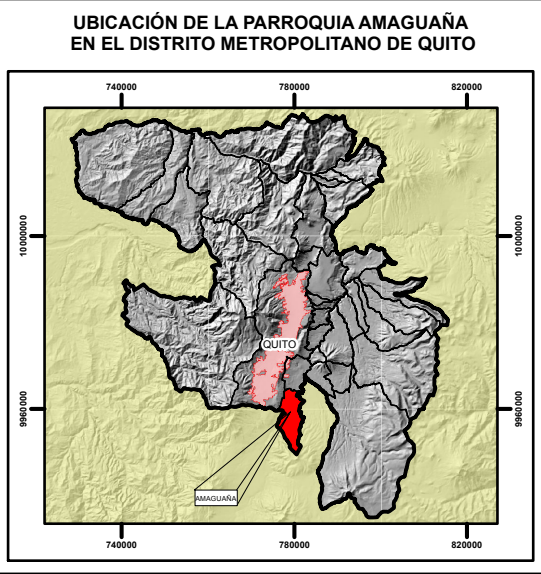 UBICACIÓN DE LA PARROQUIA AMAGUAÑA
EN EL DISTRITO METROPOLITANO DE QUITO
740000
780000
820000
10000000
10000000
QUITO
9960000
9960000
AMAGUAÑA
740000
780000
820000